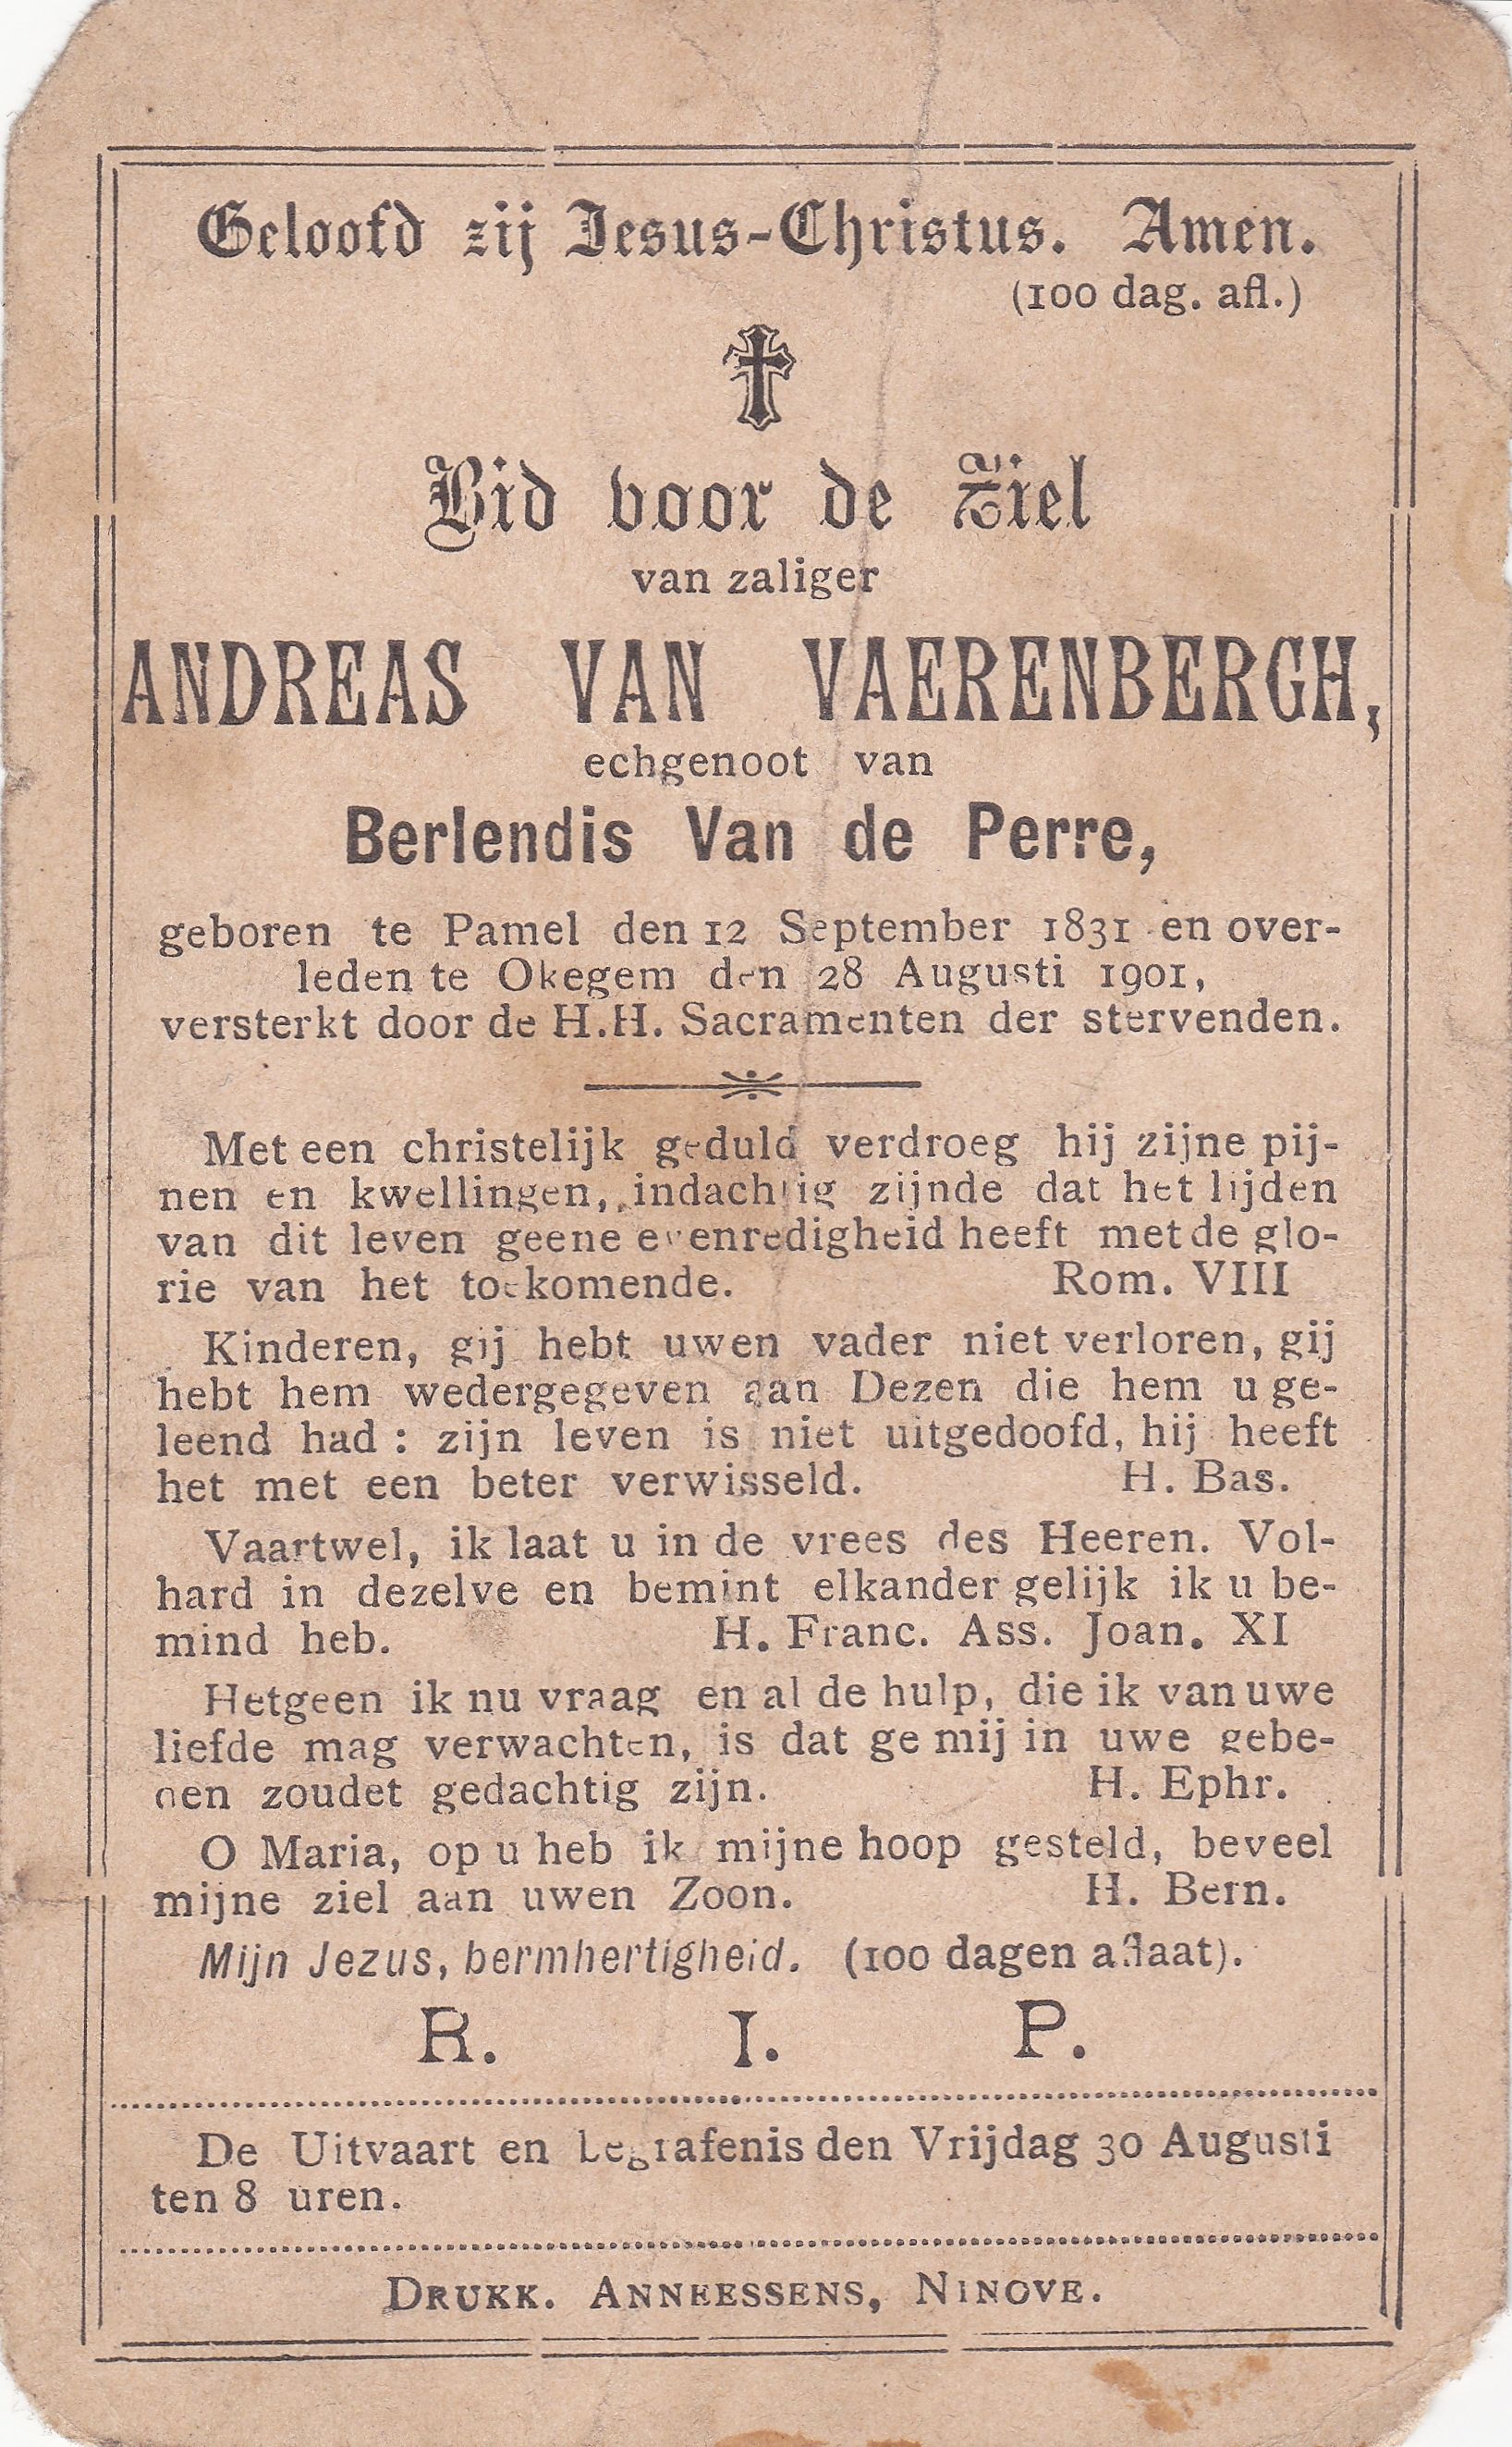 Geloofd zij Jesus-Christus. Amen.
(100 dag. afl.)
Bid voor de Ziel
van zaliger
ANDREAS VAN VAERENBERGH,
echgenoot van
Berlendis Van de Perre,
geboren te Pamel den 12 September 1831 en over-
leden te Okegem den 28 Augusti 1901,
versterkt door de H.H. Sacramenten der stervenden.
Met een christelijk geduld verdroeg hij zijne pij-
nen en kwellingen, indachtig zijnde dat het lijden
van dit leven geene evenredigheid heeft met de glo-
rie van het toekomende. Rom. VIII
Kinderen, gij hebt uwen vader niet verloren, gij
hebt hem wedergegeven aan Dezen die hem u ge-
leend had : zijn leven is niet uitgedoofd, hij heeft
het met een beter verwisseld. H. Bas.
Vaartwel, ik laat u in de vrees des Heeren. Vol-
hard in dezelve en bemint elkander gelijk ik u be-
mind heb. H. Franc. Ass. Joan. XI
Hetgeen ik nu vraag en al de hulp, die ik van uwe
liefde mag verwachten, is dat ge mij in uwe gebe-
den zoudet gedachtig zijn. H. Ephr.
O Maria, op u heb ik mijne hoop gesteld, beveel
mijne ziel aan uwen Zoon. H. Bern.
Mijn Jezus, bermhertigheid. (100 dagen aflaat).
R. I. P.
De Uitvaart en begrafenis den Vrijdag 30 Augusti
ten 8 uren.
DRUKK. ANNEESSENS, NINOVE.